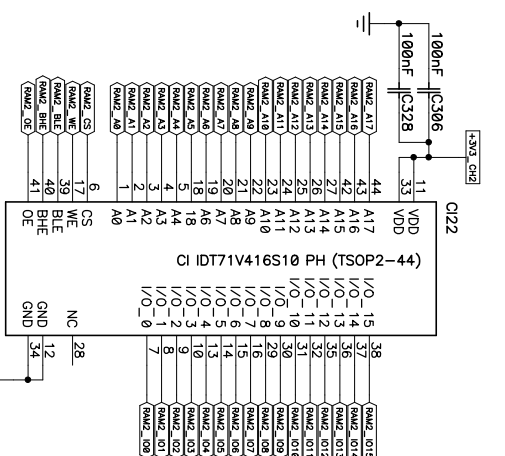 100nF
C306
100nF
C328
+3V3_CH2
RAM2_A17
RAM2_A16
RAM2_A15
RAM2_A14
RAM2_A13
RAM2_A12
RAM2_A11
RAM2_A10
RAM2_A9
RAM2_A8
RAM2_A7
RAM2_A6
RAM2_A5
RAM2_A4
RAM2_A3
RAM2_A2
RAM2_A1
RAM2_A0
RAM2_CS
RAM2_WE
RAM2_BLE
RAM2_BHE
RAM2_OE
CI22
11 VDD
33 VDD
44 A17
43 A16
42 A15
27 A14
26 A13
25 A12
24 A11
23 A10
22 A9
21 A8
20 A7
19 A6
18 18
5 A4
4 A3
3 A2
2 A1
1 A0
6 CS
17 WE
39 BLE
40 BHE
41 OE
CI IDT71V416S10 PH (TSOP2-44)
I/O_15 38
I/O_14 37
I/O_13 36
I/O_12 35
I/O_11 32
I/O_10 31
I/O_9 30
I/O_8 29
I/O_7 16
I/O_6 15
I/O_5 14
I/O_4 13
I/O_3 10
I/O_2 9
I/O_1 8
I/O_0 7
NC 28
GND 12
GND 34
RAM2_IO15
RAM2_IO14
RAM2_IO13
RAM2_IO12
RAM2_IO11
RAM2_IO10
RAM2_IO9
RAM2_IO8
RAM2_IO7
RAM2_IO6
RAM2_IO5
RAM2_IO4
RAM2_IO3
RAM2_IO2
RAM2_IO1
RAM2_IO0